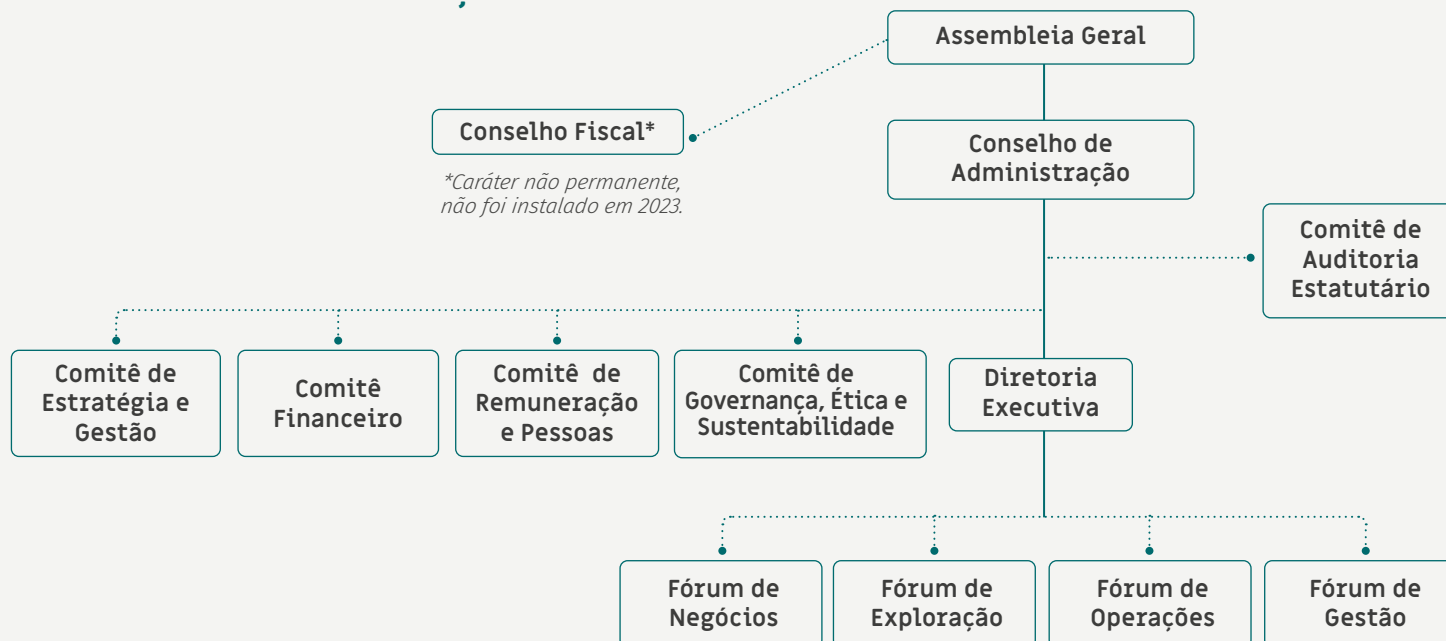 Assembleia Geral
Conselho Fiscal*
*Caráter não permanente,
não foi instalado em 2023.
Conselho de
Administração
Comitê de
Auditoria
Estatutário
Comitê de
Estratégia e
Gestão
Comitê
Financeiro
Comitê de
Remuneração
e Pessoas
Comitê de
Governança, Ética e
Sustentabilidade
Diretoria
Executiva
Fórum de
Negócios
Fórum de
Exploração
Fórum de
Operações
Fórum de
Gestão